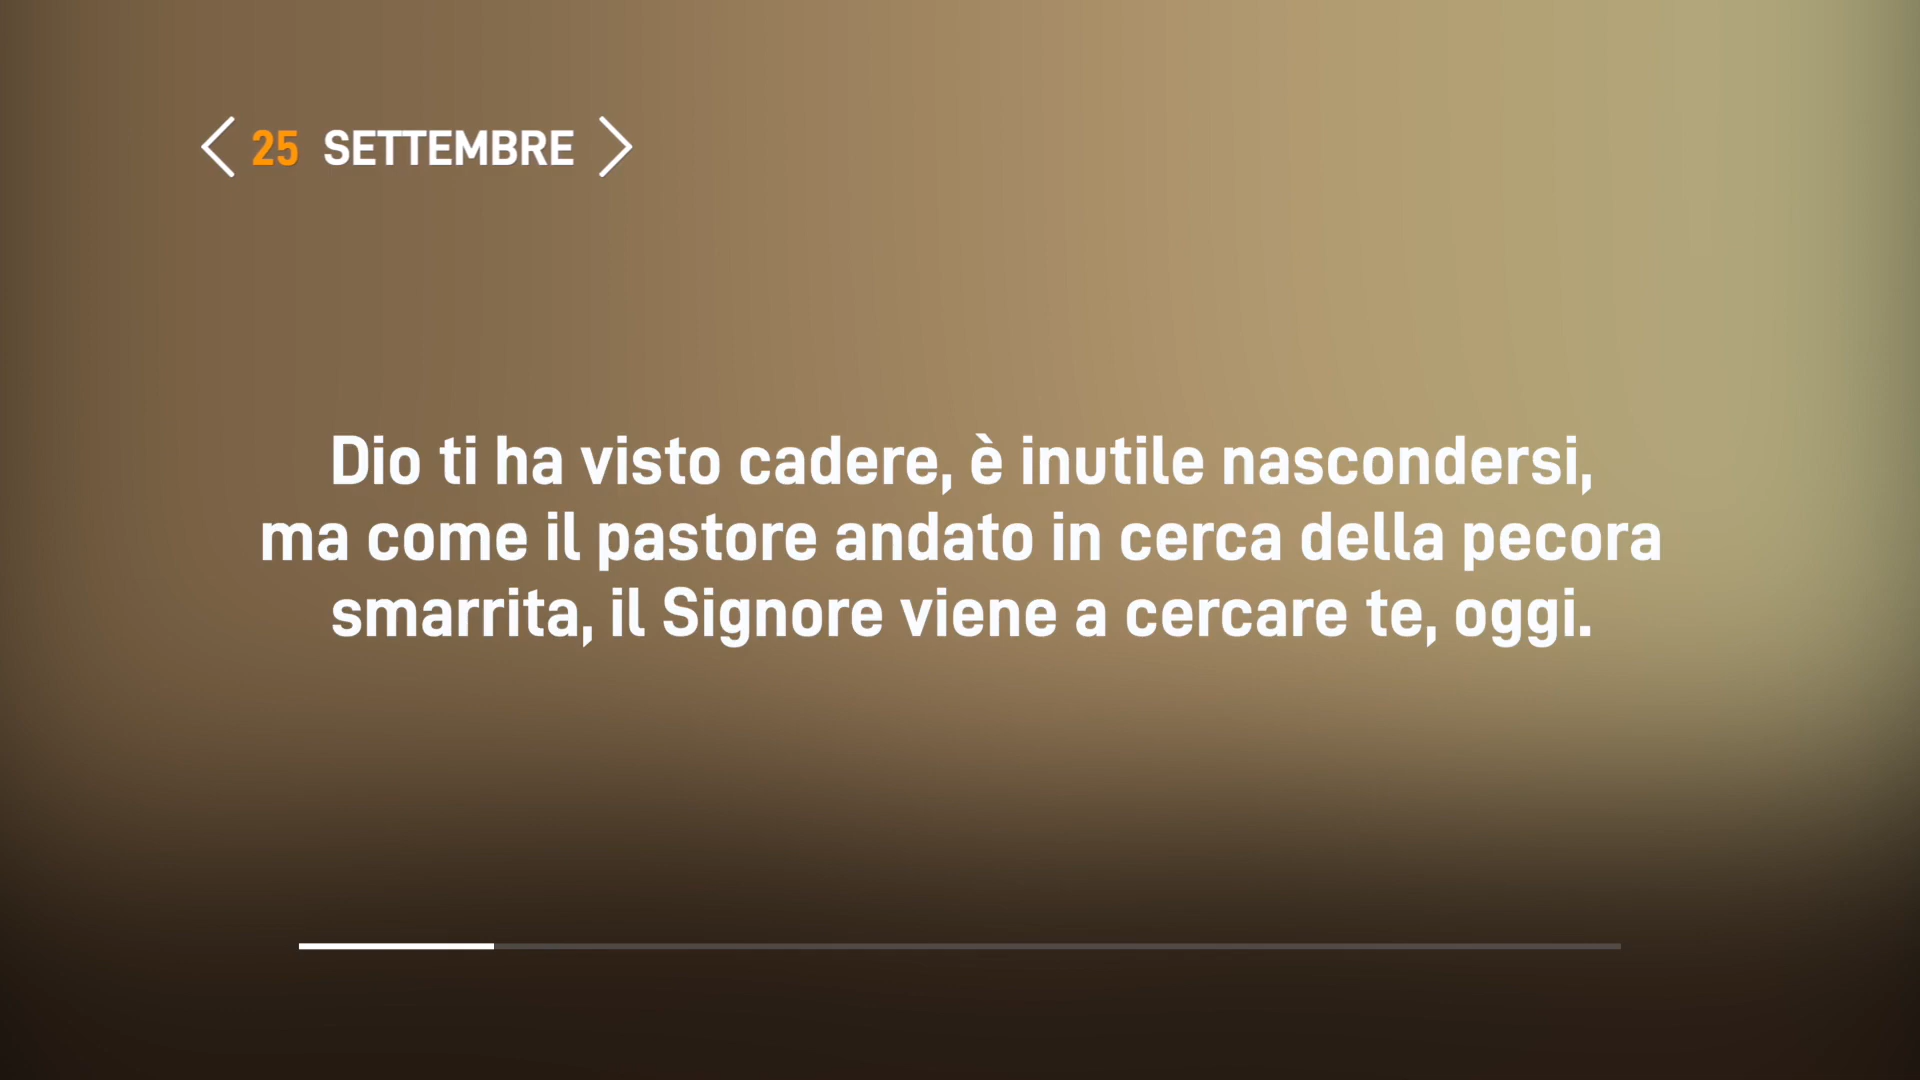 25 SETTEMBRE
Dio ti ha visto cadere, è inutile nascondersi,
ma come il pastore andato in cerca della pecora
smarrita, il Signore viene a cercare te, oggi.